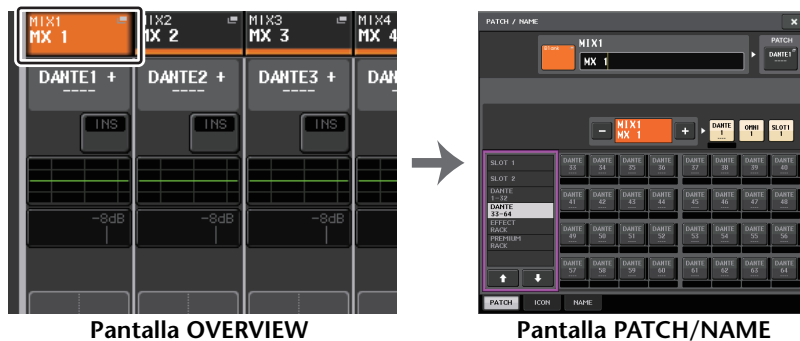 MIX1
MX 1
MIX2
MX 2
MIX3
MX 3
MIX4
MX 4
DANTE1 +
----
DANTE2 +
----
DANTE3 +
----
DAN
INS
INS
INS
-8dB
-8dB
-8dB
Pantalla OVERVIEW
PATCH / NAME
Blank
MIX1
MX 1
PATCH
DANTE1
----
MIX1
MX 1
DANTE 1
OMNI 1
SLOT1 1
SLOT 1
SLOT 2
DANTE 1-32
DANTE 33-64
EFFECT RACK
PREMIUM RACK
DANTE 33
DANTE 34
DANTE 35
DANTE 36
DANTE 37
DANTE 38
DANTE 39
DANTE 40
DANTE 41
DANTE 42
DANTE 43
DANTE 44
DANTE 45
DANTE 46
DANTE 47
DANTE 48
DANTE 49
DANTE 50
DANTE 51
DANTE 52
DANTE 53
DANTE 54
DANTE 55
DANTE 56
DANTE 57
DANTE 58
DANTE 59
DANTE 60
DANTE 61
DANTE 62
DANTE 63
DANTE 64
PATCH
ICON
NAME
Pantalla PATCH/NAME